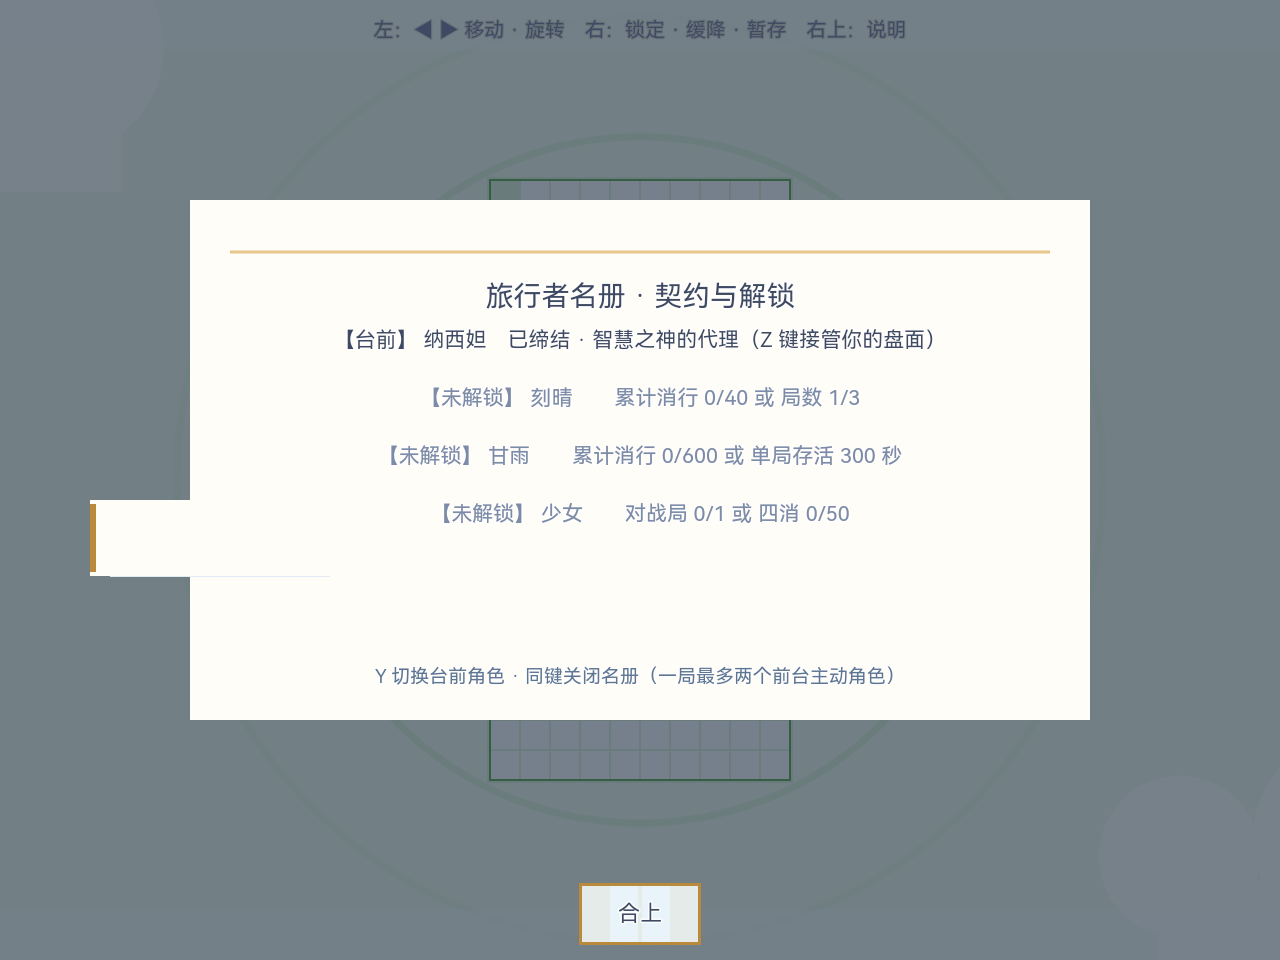 左：◀ ▶ 移动 · 旋转　右：锁定 · 缓降 · 暂存　右上：说明
旅行者名册 · 契约与解锁
【台前】 纳西妲　已缔结 · 智慧之神的代理（Z 键接管你的盘面）
【未解锁】 刻晴　　累计消行 0/40 或 局数 1/3
【未解锁】 甘雨　　累计消行 0/600 或 单局存活 300 秒
【未解锁】 少女　　对战局 0/1 或 四消 0/50
Y 切换台前角色 · 同键关闭名册（一局最多两个前台主动角色）
合上